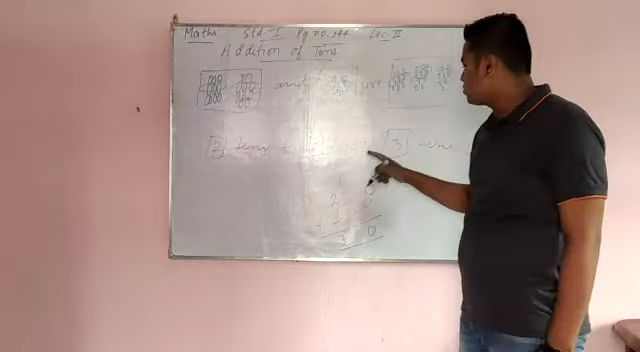 Maths Std. I Pg no. 144 Lec. II
Addition of Tens
and are
2 tens + tens = 3 tens
2 0
+ 1 0
3 0